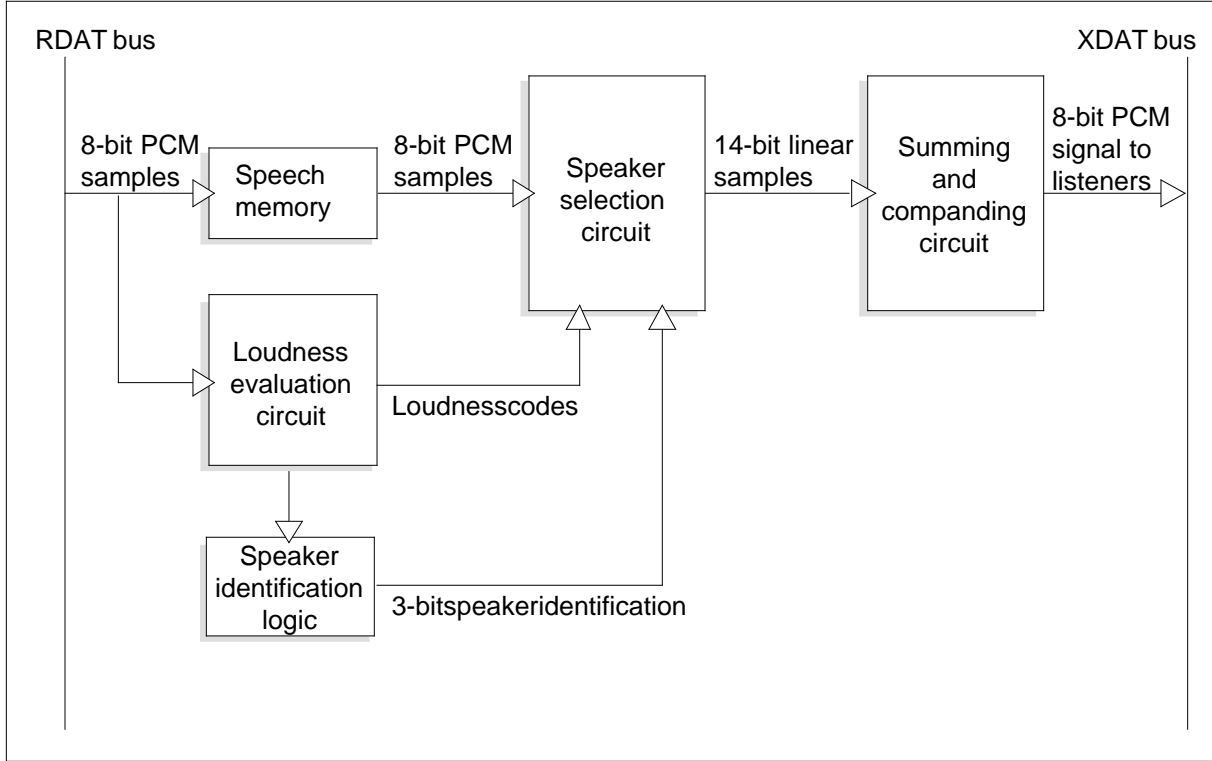 RDAT bus
XDAT bus
8-bit PCM
samples
Speech
memory
8-bit PCM
samples
Speaker
selection
circuit
14-bit linear
samples
Summing
and
companding
circuit
8-bit PCM
signal to
listeners
Loudness
evaluation
circuit
Loudnesscodes
Speaker
identification
logic
3-bitspeakeridentification